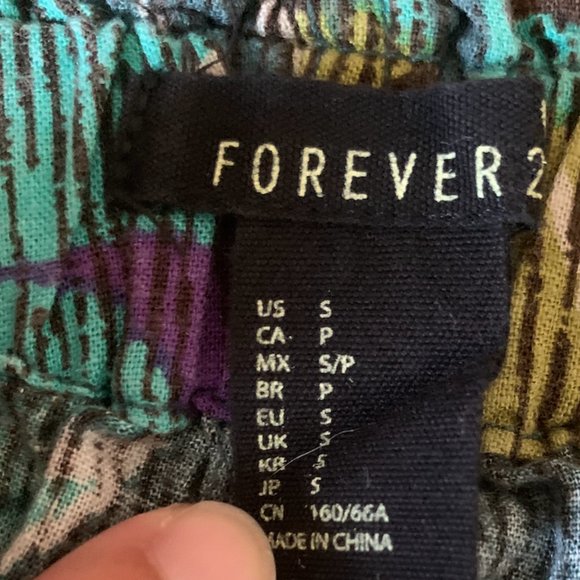 FOREVER 2
US S
CA P
MX S/P
BR P
EU S
UK S
KR S
JP S
CN 160/66A
MADE IN CHINA